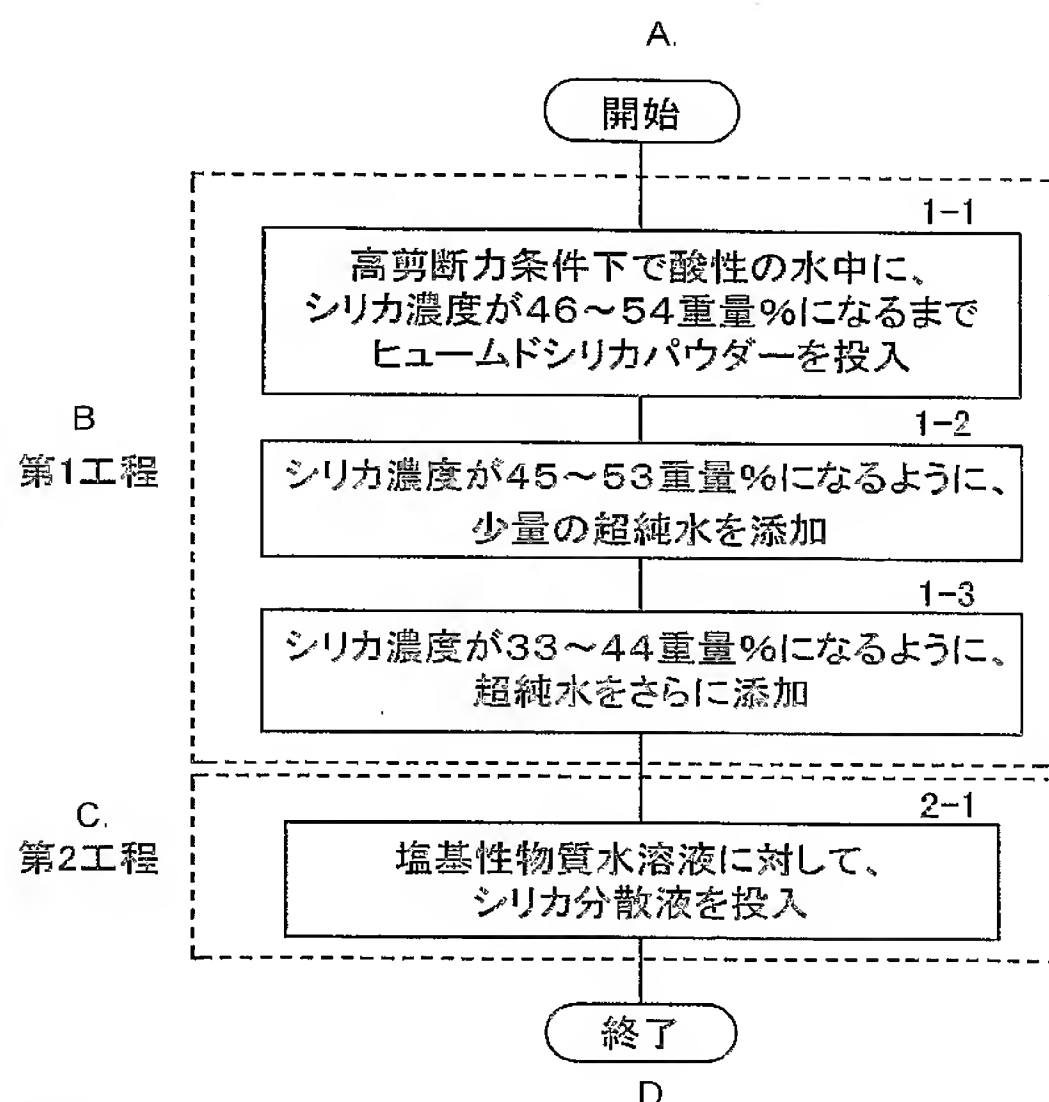 A.
開始
1-1
高剪断力条件下で酸性の水中に、
シリカ濃度が46～54重量%になるまで
ヒュームドシリカパウダーを投入
B
第1工程
1-2
シリカ濃度が45～53重量%になるように、
少量の超純水を添加
1-3
シリカ濃度が33～44重量%になるように、
超純水をさらに添加
C.
第2工程
2-1
塩基性物質水溶液に対して、
シリカ分散液を投入
終了
D